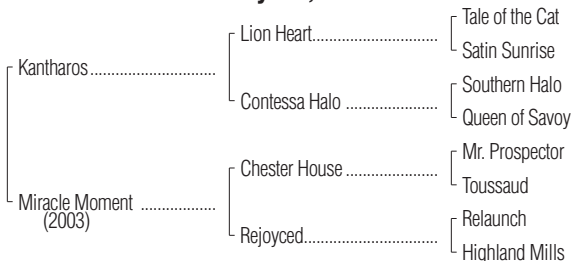 Tale of the Cat
Lion Heart
Satin Sunrise
Kantharos
Southern Halo
Contessa Halo
Queen of Savoy
Mr. Prospector
Chester House
Toussaud
Miracle Moment
(2003)
Relaunch
Rejoyced
Highland Mills